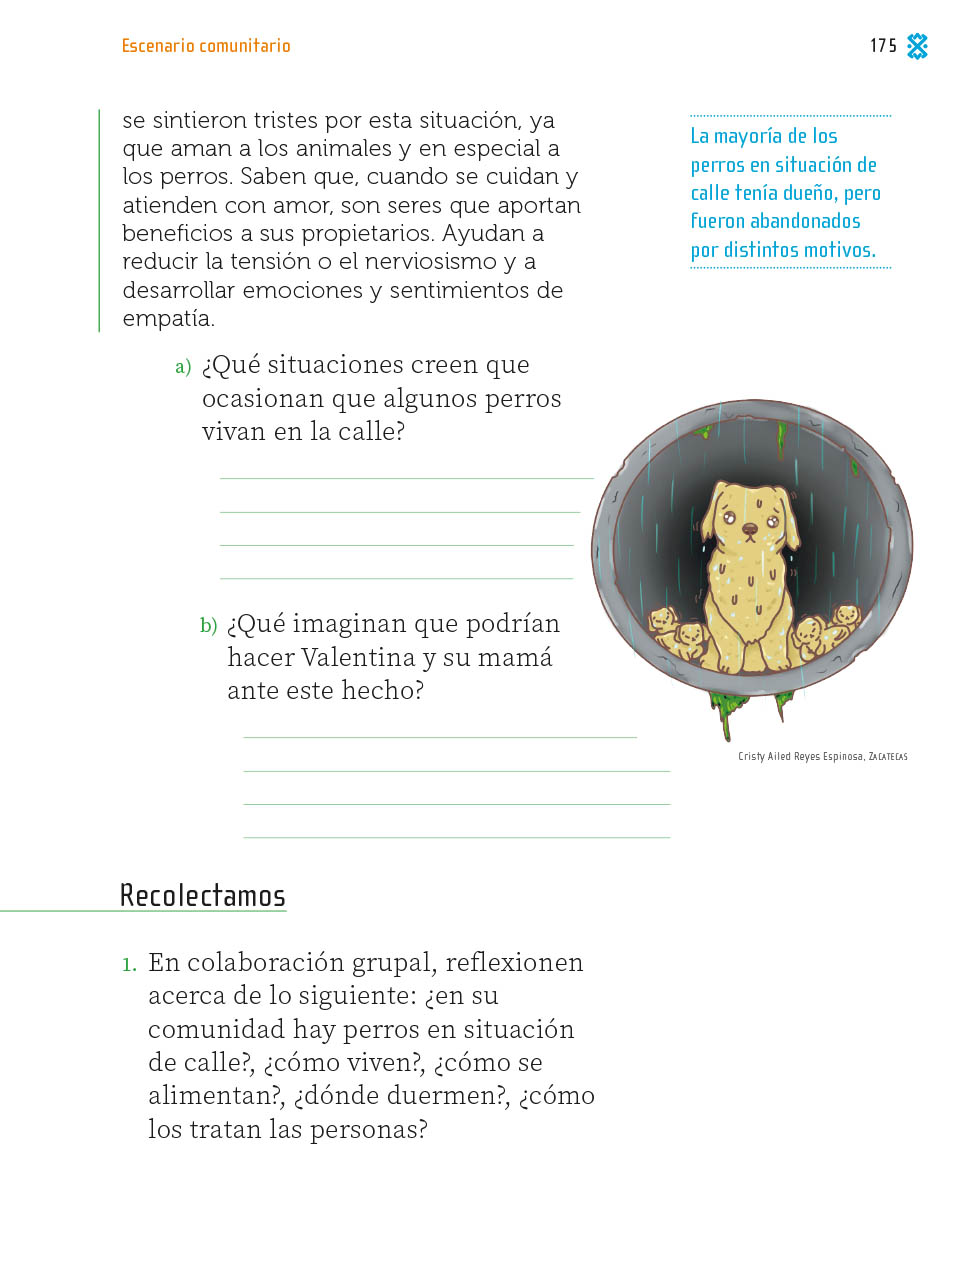 Escenario comunitario
175
se sintieron tristes por esta situación, ya
que aman a los animales y en especial a
los perros. Saben que, cuando se cuidan y
atienden con amor, son seres que aportan
beneficios a sus propietarios. Ayudan a
reducir la tensión o el nerviosismo y a
desarrollar emociones y sentimientos de
empatía.
La mayoría de los
perros en situación de
calle tenía dueño, pero
fueron abandonados
por distintos motivos.
a) ¿Qué situaciones creen que
ocasionan que algunos perros
vivan en la calle?
b) ¿Qué imaginan que podrían
hacer Valentina y su mamá
ante este hecho?
Cristy Ailed Reyes Espinosa, Zacatecas
Recolectamos
1. En colaboración grupal, reflexionen
acerca de lo siguiente: ¿en su
comunidad hay perros en situación
de calle?, ¿cómo viven?, ¿cómo se
alimentan?, ¿dónde duermen?, ¿cómo
los tratan las personas?